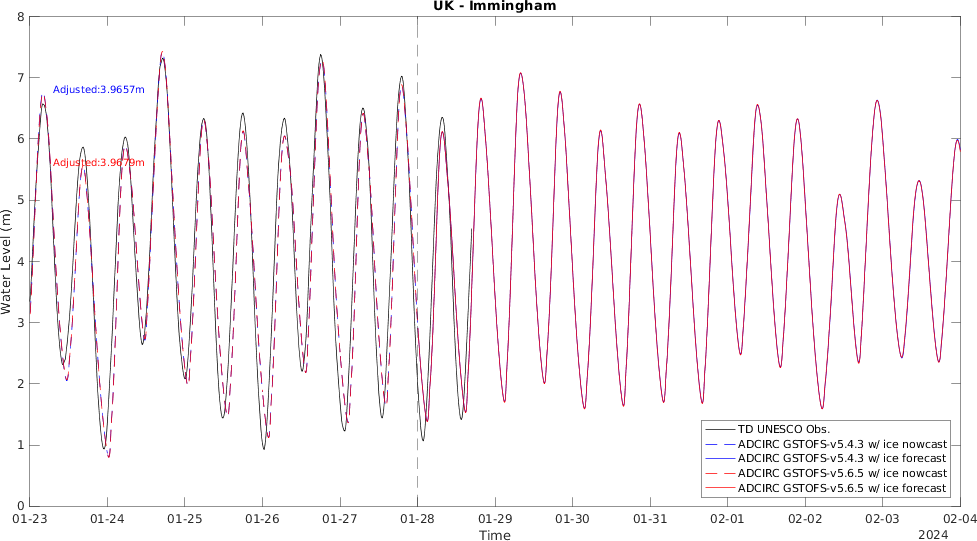 UK - Immingham
8
7
6
5
4
3
2
1
0
Water Level (m)
Adjusted:3.9657m
Adjusted:3.9679m
TD UNESCO Obs.
ADCIRC GSTOFS-v5.4.3 w/ ice nowcast
ADCIRC GSTOFS-v5.4.3 w/ ice forecast
ADCIRC GSTOFS-v5.6.5 w/ ice nowcast
ADCIRC GSTOFS-v5.6.5 w/ ice forecast
01-23 01-24 01-25 01-26 01-27 01-28 01-29 01-30 01-31 02-01 02-02 02-03 02-04
Time
2024